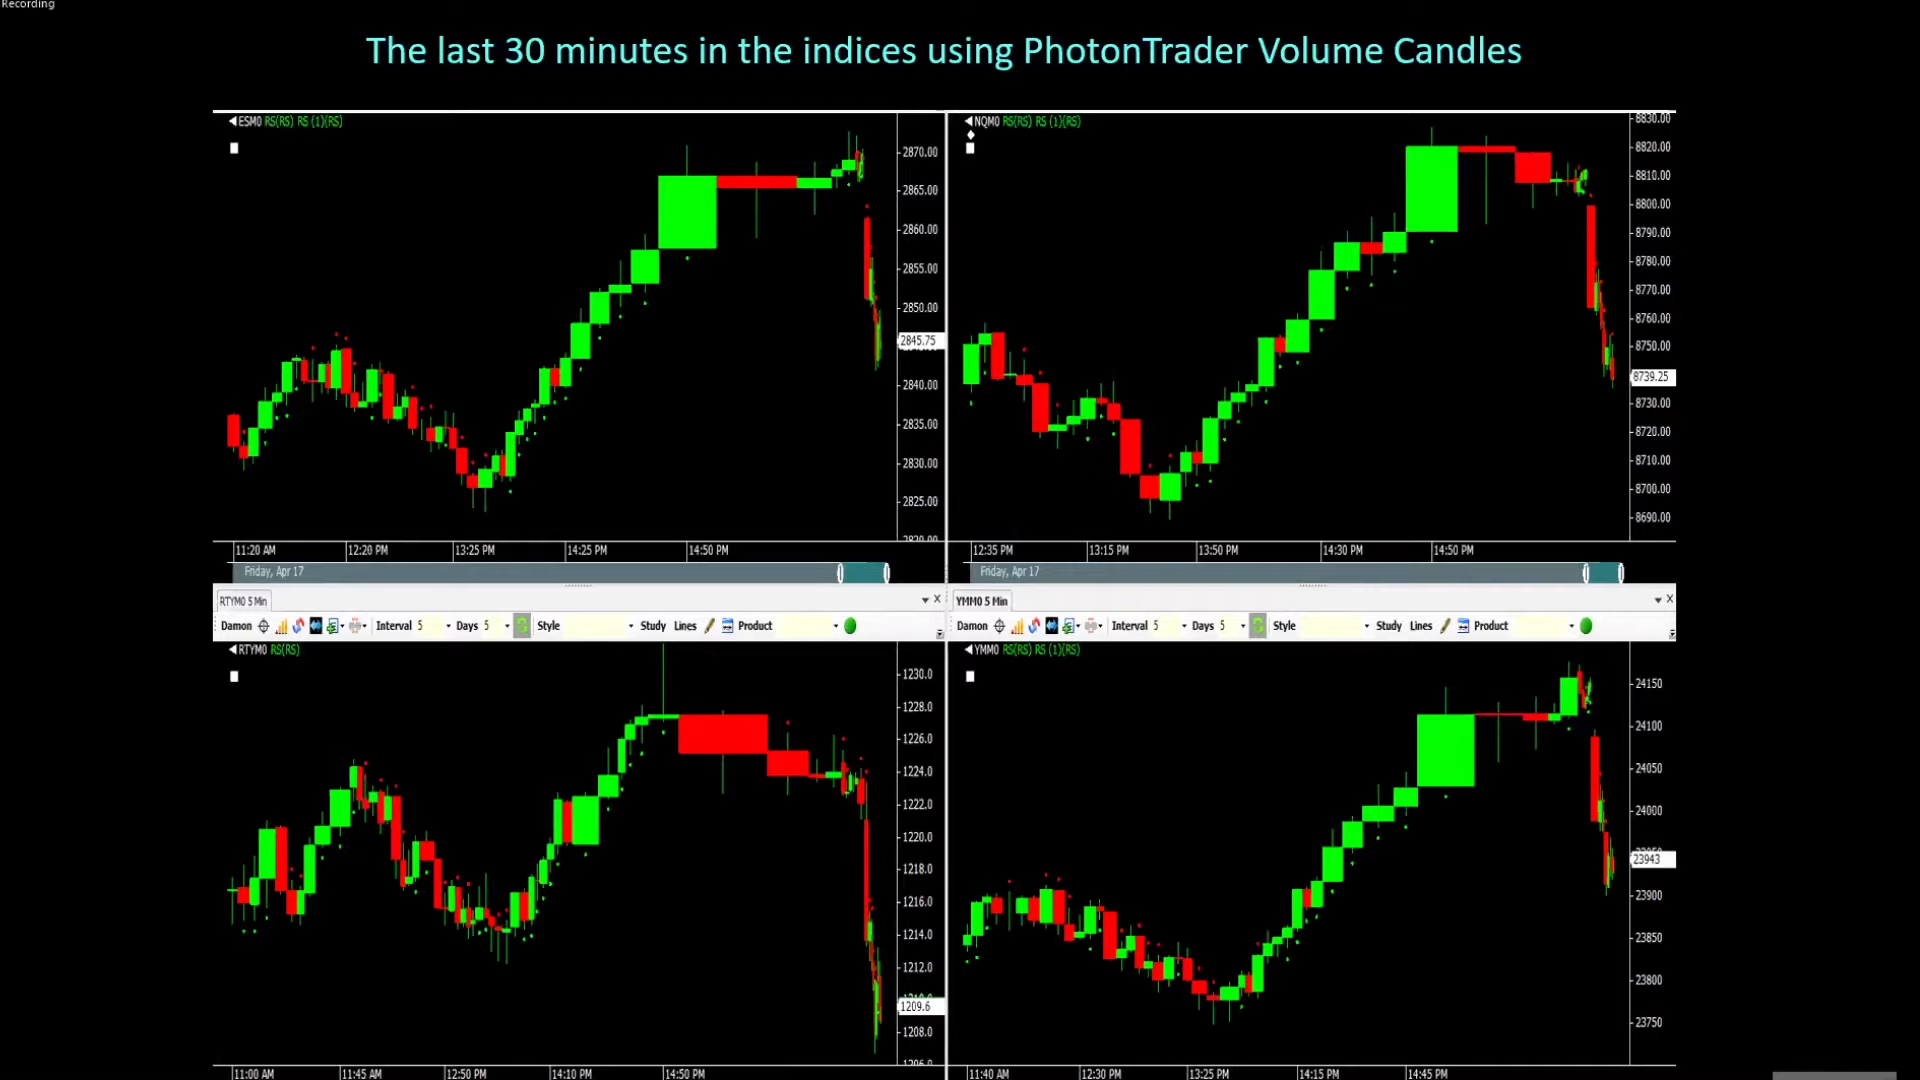 Recording
The last 30 minutes in the indices using PhotonTrader Volume Candles
ESM0 RS(RS) RS (1)(RS)
2870.00
2865.00
2860.00
2855.00
2850.00
2845.75
2840.00
2835.00
2830.00
2825.00
2820.00
11:20 AM 12:20 PM 13:25 PM 14:25 PM 14:50 PM
Friday, Apr 17
NQM0 RS(RS) RS (1)(RS)
8830.00
8820.00
8810.00
8800.00
8790.00
8780.00
8770.00
8760.00
8750.00
8739.25
8730.00
8720.00
8710.00
8700.00
8690.00
12:35 PM 13:15 PM 13:50 PM 14:30 PM 14:50 PM
Friday, Apr 17
RTYM0 5 Min
Damon Interval 5 Days 5 Style Study Lines Product
RTYM0 RS(RS)
1230.0
1228.0
1226.0
1224.0
1222.0
1220.0
1218.0
1216.0
1214.0
1212.0
1209.6
1208.0
11:00 AM 11:45 AM 12:50 PM 14:10 PM 14:50 PM
YMM0 5 Min
Damon Interval 5 Days 5 Style Study Lines Product
YMM0 RS(RS) RS (1)(RS)
24150
24100
24050
24000
23943
23900
23850
23800
23750
11:40 AM 12:30 PM 13:25 PM 14:15 PM 14:45 PM